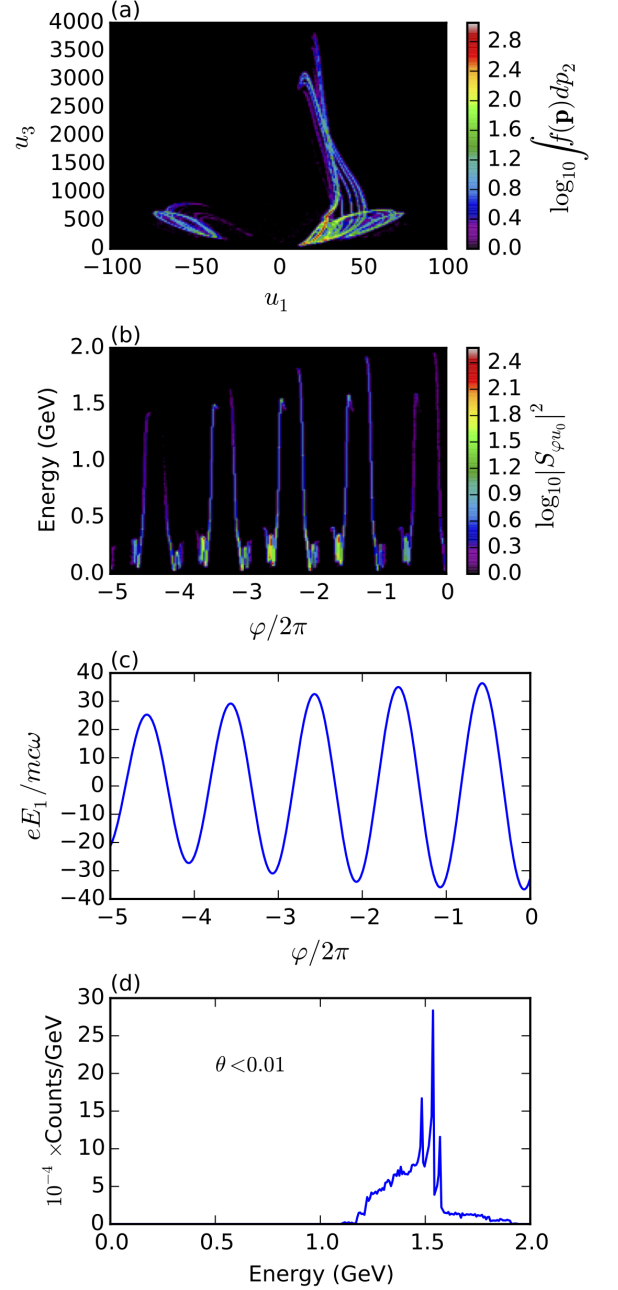 (a)
4000
3500
3000
2500
2000
1500
1000
500
0
u₃
−100 −50 0 50 100
u₁
2.8
2.4
2.0
1.6
1.2
0.8
0.4
0.0
log₁₀ ∫f(p)dp₂
(b)
2.0
1.5
1.0
0.5
0.0
Energy (GeV)
−5 −4 −3 −2 −1 0
φ/2π
2.4
2.1
1.8
1.5
1.2
0.9
0.6
0.3
0.0
log₁₀|S_{φu₀}|²
(c)
40
30
20
10
0
−10
−20
−30
−40
eE₁/mcω
−5 −4 −3 −2 −1 0
φ/2π
(d)
30
25
20
15
10
5
0
10⁻⁴ ×Counts/GeV
θ<0.01
0.0 0.5 1.0 1.5 2.0
Energy (GeV)